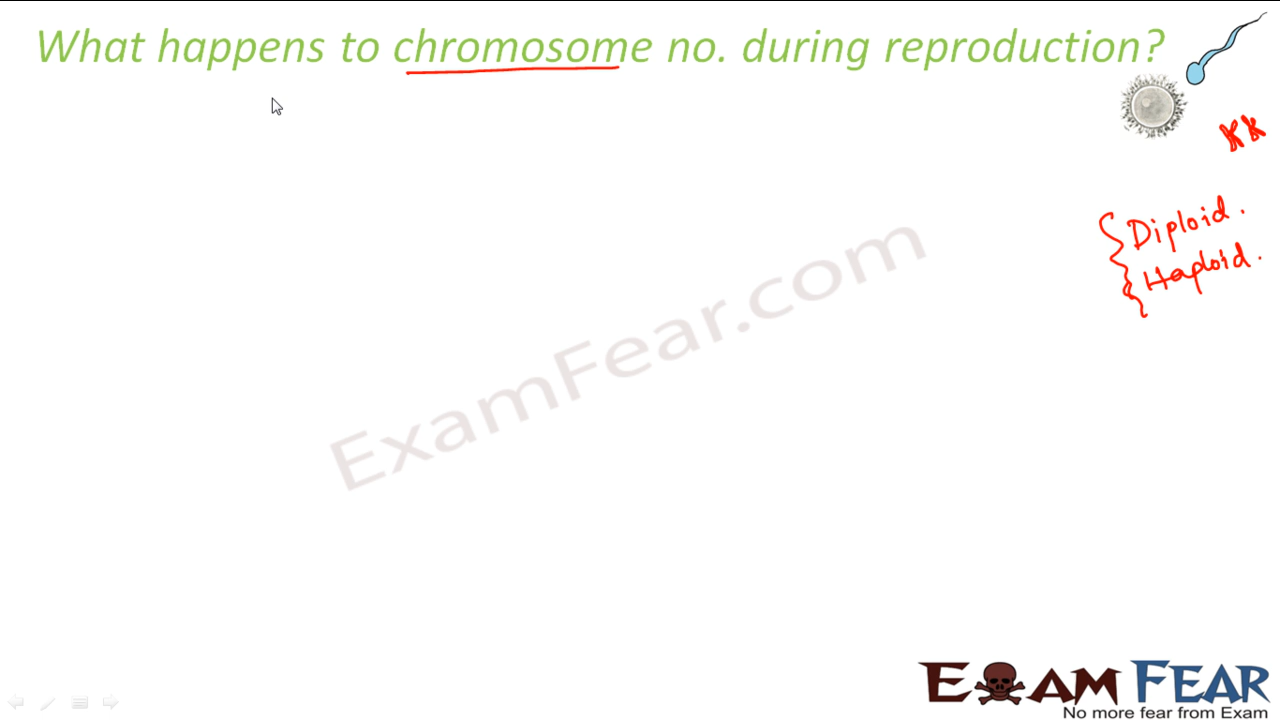 What happens to chromosome no. during reproduction?
Diploid.
Haploid.
ExamFear.com
EXAM FEAR
No more fear from Exam